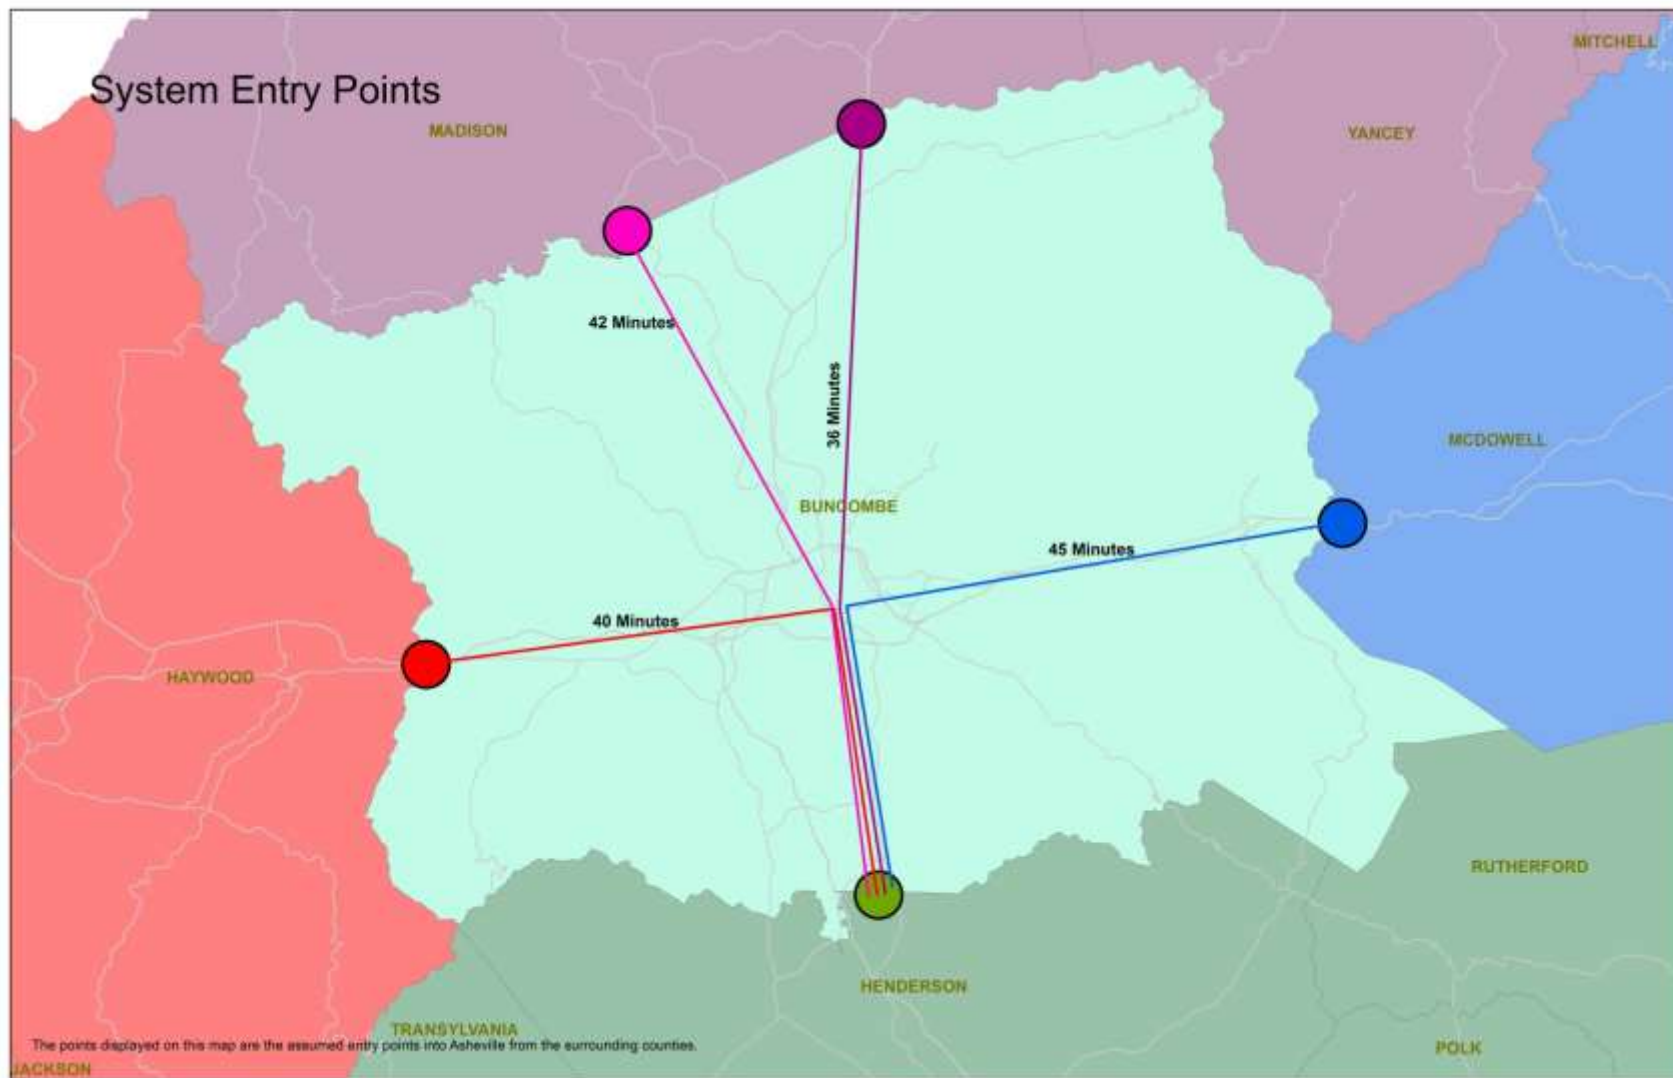 System Entry Points
MITCHELL
MADISON
YANCEY
42 Minutes
36 Minutes
MCDOWELL
BUNCOMBE
45 Minutes
40 Minutes
HAYWOOD
RUTHERFORD
HENDERSON
TRANSYLVANIA
The points displayed on this map are the assumed entry points into Asheville from the surrounding counties.
POLK
JACKSON